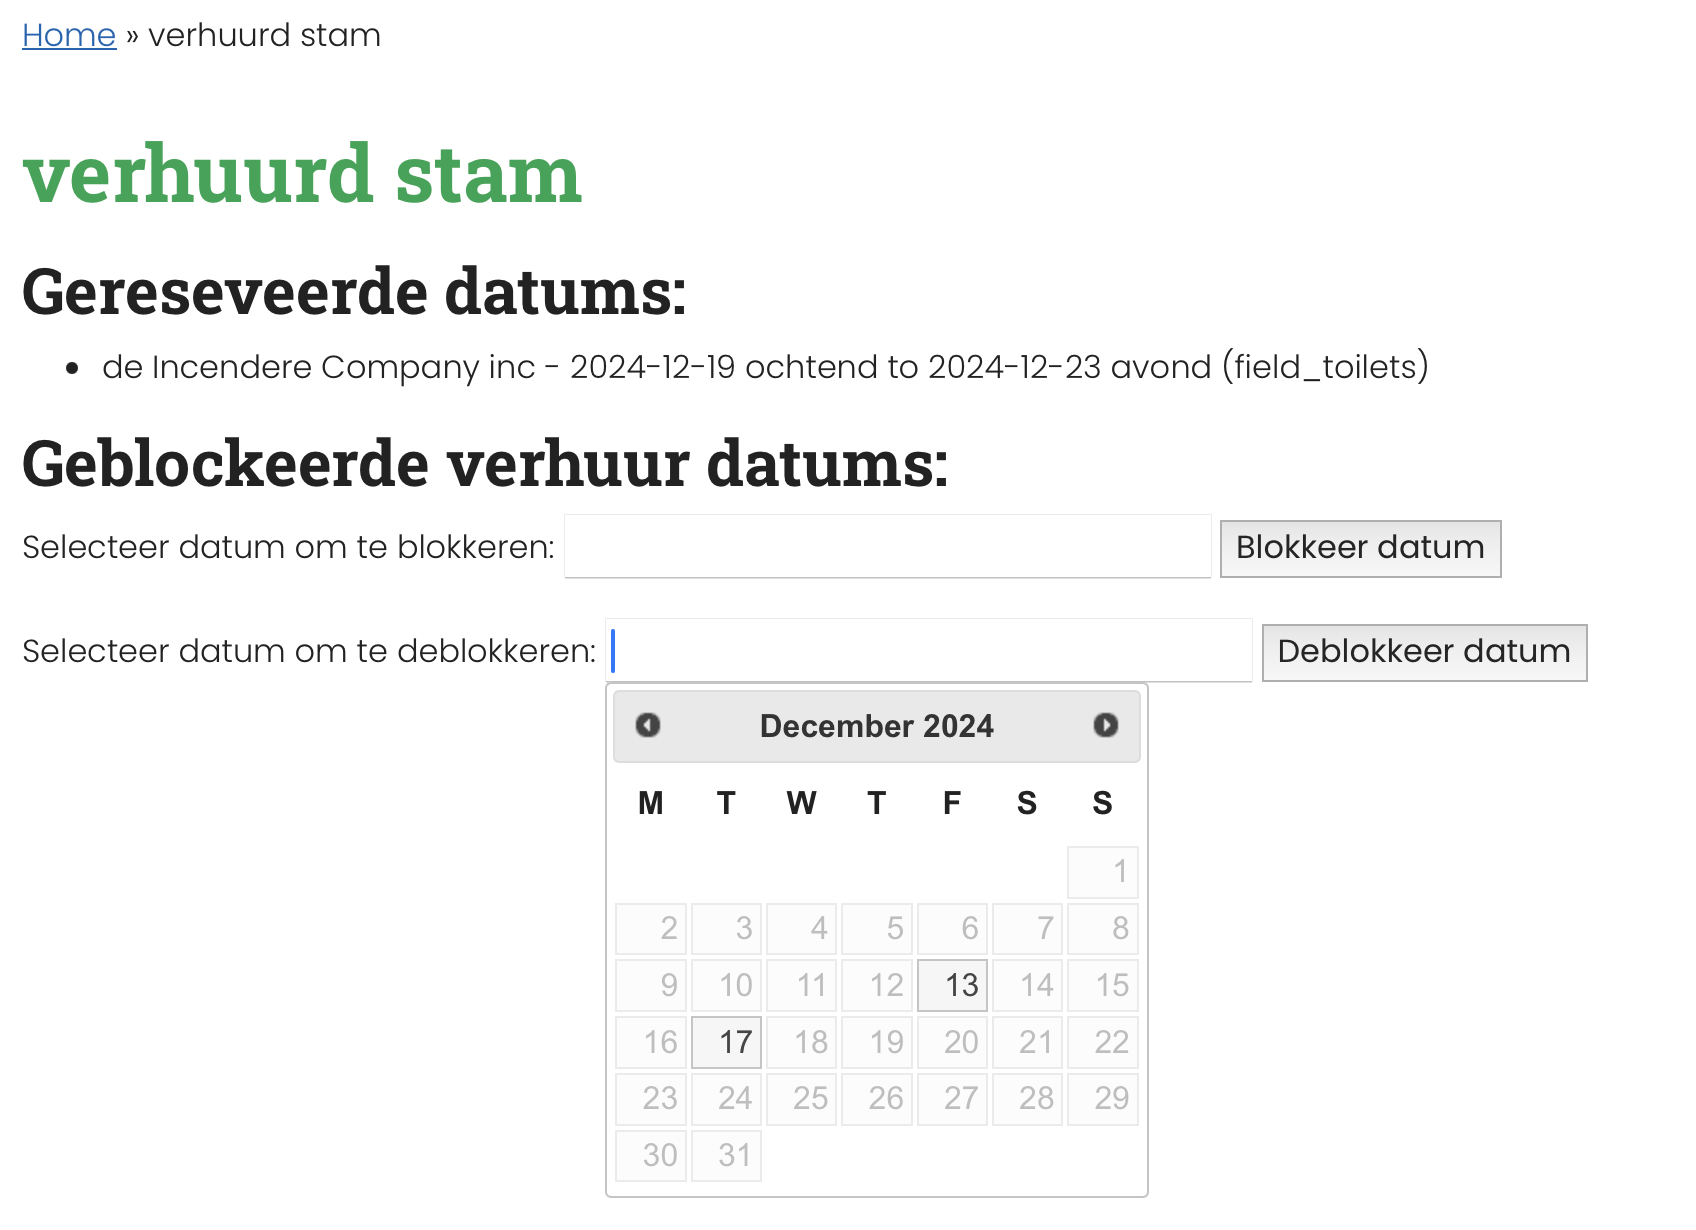 Home » verhuurd stam
verhuurd stam
Gereseveerde datums:
• de Incendere Company inc - 2024-12-19 ochtend to 2024-12-23 avond (field_toilets)
Geblockeerde verhuur datums:
Selecteer datum om te blokkeren: Blokkeer datum
Selecteer datum om te deblokkeren: Deblokkeer datum
December 2024
M T W T F S S
1
2 3 4 5 6 7 8
9 10 11 12 13 14 15
16 17 18 19 20 21 22
23 24 25 26 27 28 29
30 31